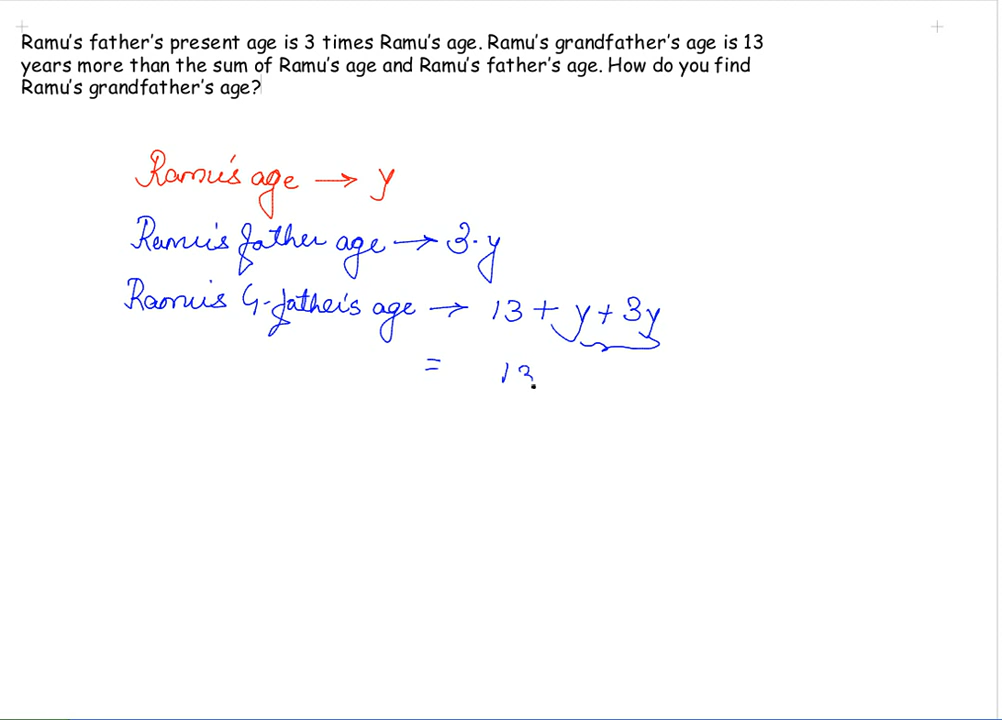 Ramu's father's present age is 3 times Ramu's age. Ramu's grandfather's age is 13
years more than the sum of Ramu's age and Ramu's father's age. How do you find
Ramu's grandfather's age?
Ramu's age → y
Ramu's father age → 3·y
Ramu's G-father's age → 13 + y + 3y
= 13